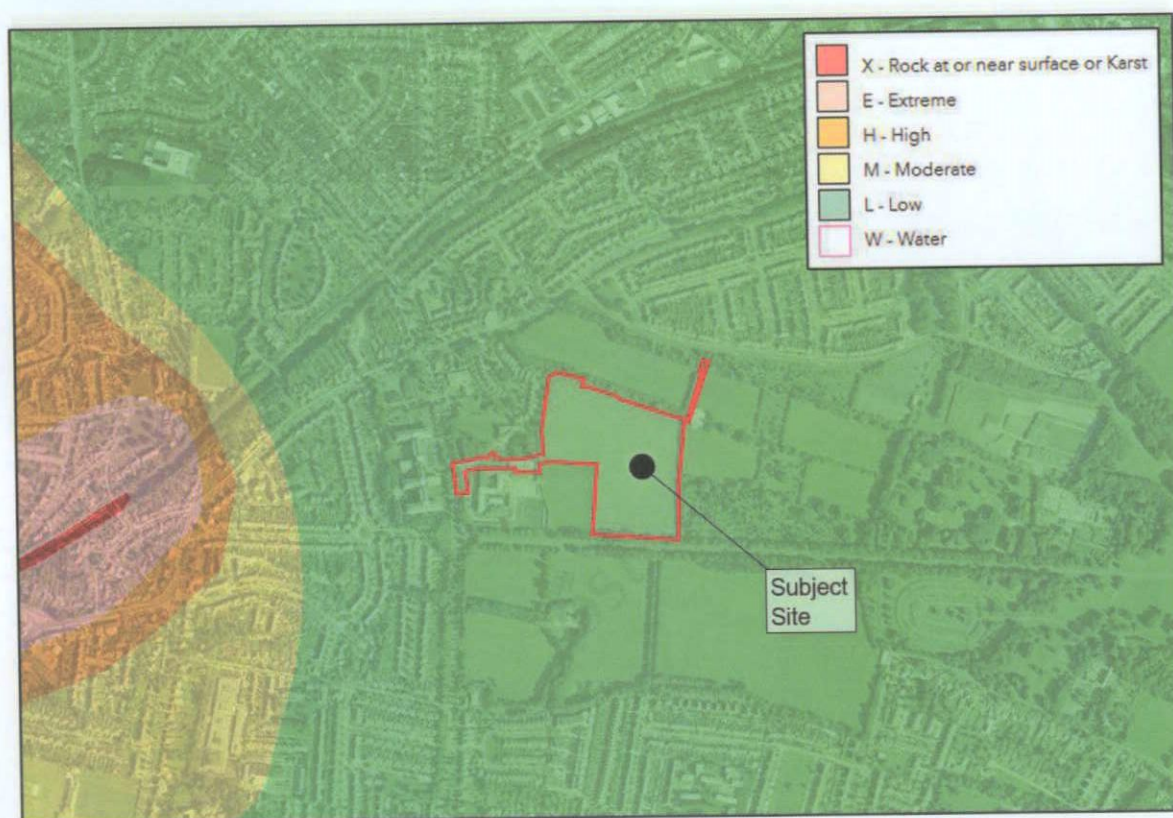 X - Rock at or near surface or Karst
E - Extreme
H - High
M - Moderate
L - Low
W - Water
Subject
Site